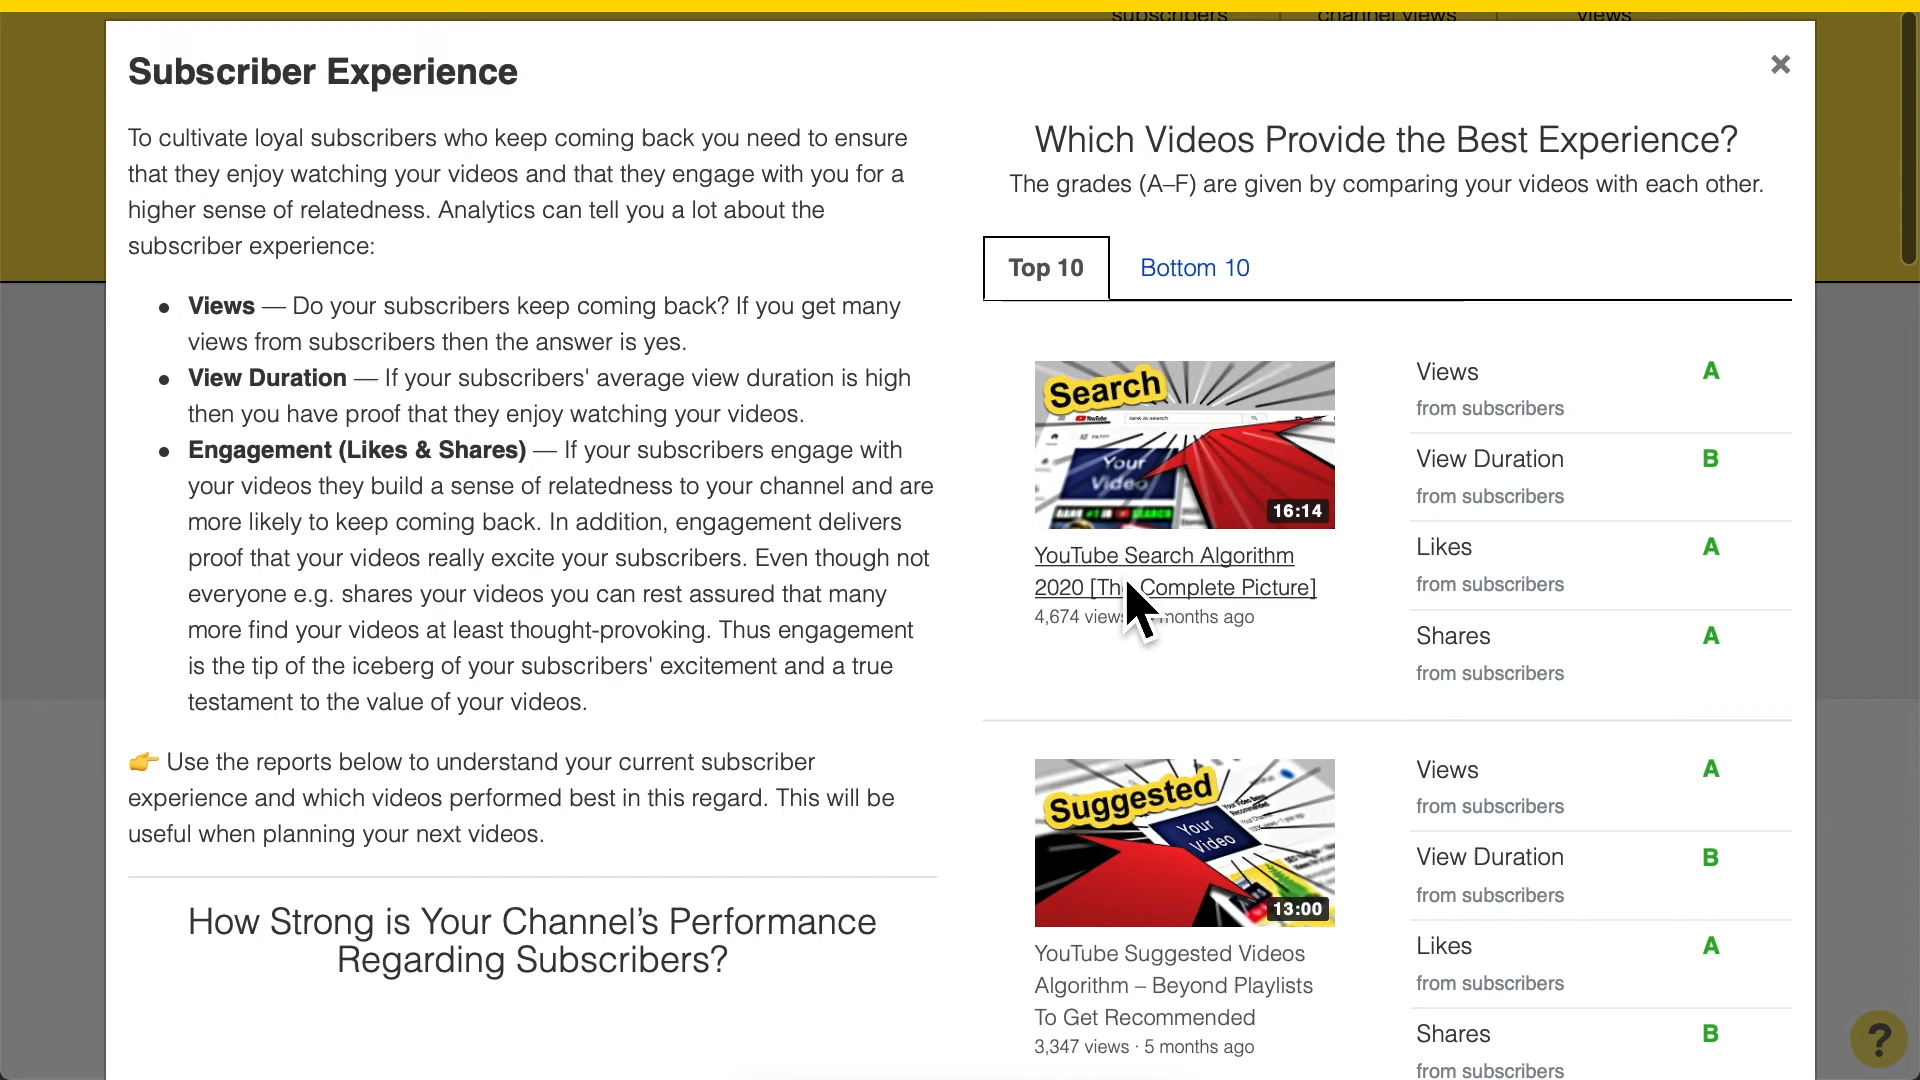 subscribers channel views views
Subscriber Experience
To cultivate loyal subscribers who keep coming back you need to ensure
that they enjoy watching your videos and that they engage with you for a
higher sense of relatedness. Analytics can tell you a lot about the
subscriber experience:
• Views — Do your subscribers keep coming back? If you get many
views from subscribers then the answer is yes.
• View Duration — If your subscribers' average view duration is high
then you have proof that they enjoy watching your videos.
• Engagement (Likes & Shares) — If your subscribers engage with
your videos they build a sense of relatedness to your channel and are
more likely to keep coming back. In addition, engagement delivers
proof that your videos really excite your subscribers. Even though not
everyone e.g. shares your videos you can rest assured that many
more find your videos at least thought-provoking. Thus engagement
is the tip of the iceberg of your subscribers' excitement and a true
testament to the value of your videos.
👉 Use the reports below to understand your current subscriber
experience and which videos performed best in this regard. This will be
useful when planning your next videos.
How Strong is Your Channel’s Performance
Regarding Subscribers?
Which Videos Provide the Best Experience?
The grades (A–F) are given by comparing your videos with each other.
Top 10 Bottom 10
Search
YouTube
rank in search
Your
Video
16:14
YouTube Search Algorithm
2020 [The Complete Picture]
4,674 views months ago
Views A
from subscribers
View Duration B
from subscribers
Likes A
from subscribers
Shares A
from subscribers
Suggested
Your
Video
13:00
YouTube Suggested Videos
Algorithm – Beyond Playlists
To Get Recommended
3,347 views · 5 months ago
Views A
from subscribers
View Duration B
from subscribers
Likes A
from subscribers
Shares B
from subscribers
?